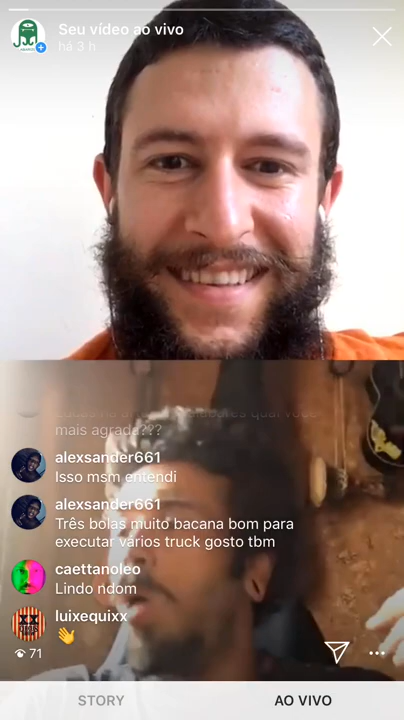 Seu vídeo ao vivo
há 3 h
mais agrada???
alexsander661
Isso msm entendi
alexsander661
Três bolas muito bacana bom para
executar vários truck gosto tbm
caettanoleo
Lindo ndom
luixequixx
👋
71
STORY
AO VIVO